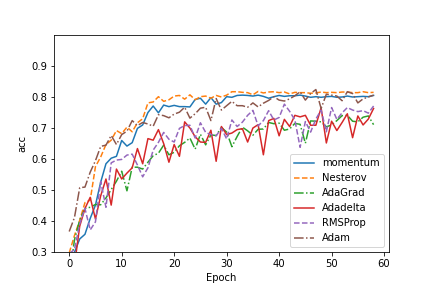 0.9
0.8
0.7
0.6
0.5
0.4
0.3
acc
0 10 20 30 40 50 60
Epoch
momentum
Nesterov
AdaGrad
Adadelta
RMSProp
Adam